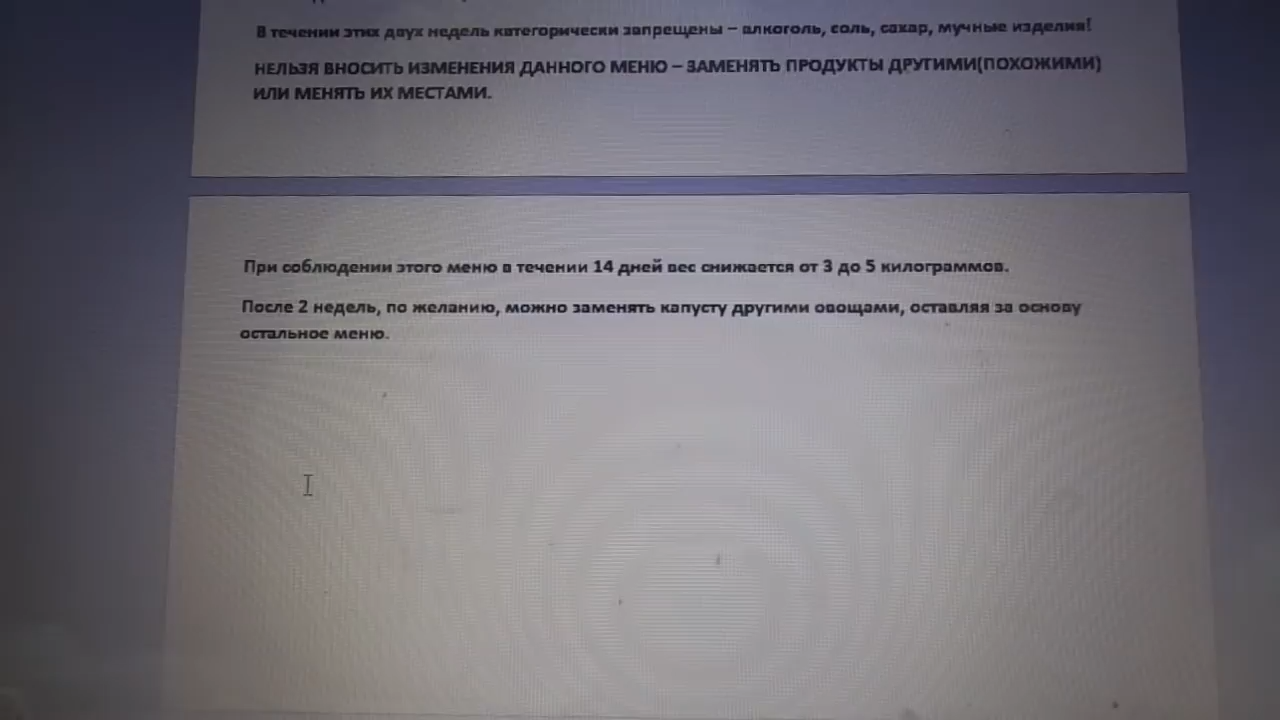 В течении этих двух недель категорически запрещены – алкоголь, соль, сахар, мучные изделия!
НЕЛЬЗЯ ВНОСИТЬ ИЗМЕНЕНИЯ ДАННОГО МЕНЮ – ЗАМЕНЯТЬ ПРОДУКТЫ ДРУГИМИ(ПОХОЖИМИ)
ИЛИ МЕНЯТЬ ИХ МЕСТАМИ.
При соблюдении этого меню в течении 14 дней вес снижается от 3 до 5 килограммов.
После 2 недель, по желанию, можно заменять капусту другими овощами, оставляя за основу
остальное меню.